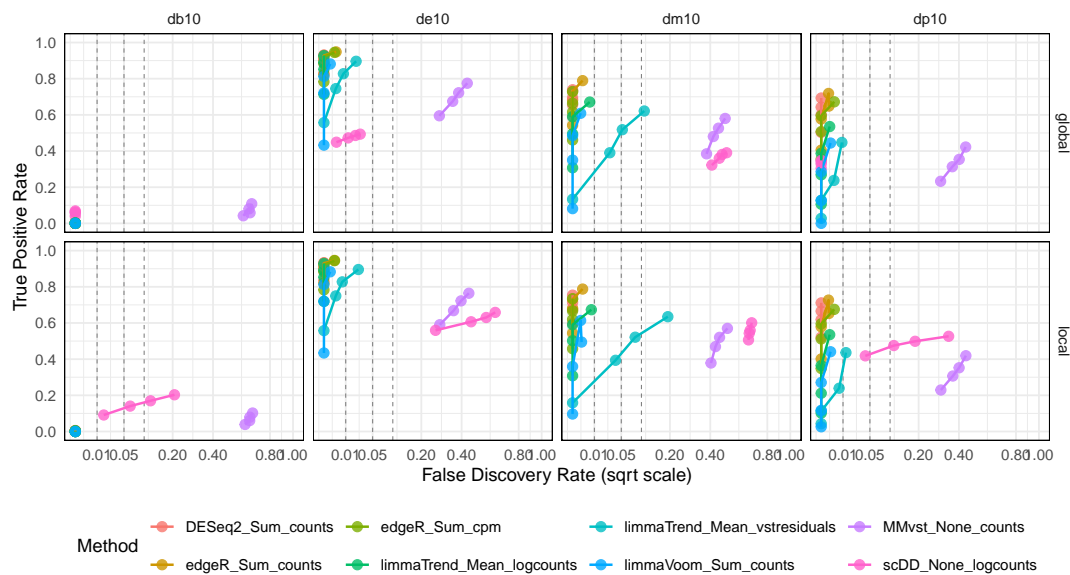 db10 de10 dm10 dp10
1.0
0.8
0.6
0.4
0.2
0.0
global
1.0
0.8
0.6
0.4
0.2
0.0
local
True Positive Rate
0.01 0.05 0.20 0.40 0.80 1.00 0.01 0.05 0.20 0.40 0.80 1.00 0.01 0.05 0.20 0.40 0.80 1.00 0.01 0.05 0.20 0.40 0.80 1.00
False Discovery Rate (sqrt scale)
Method
DESeq2_Sum_counts edgeR_Sum_cpm limmaTrend_Mean_vstresiduals MMvst_None_counts
edgeR_Sum_counts limmaTrend_Mean_logcounts limmaVoom_Sum_counts scDD_None_logcounts